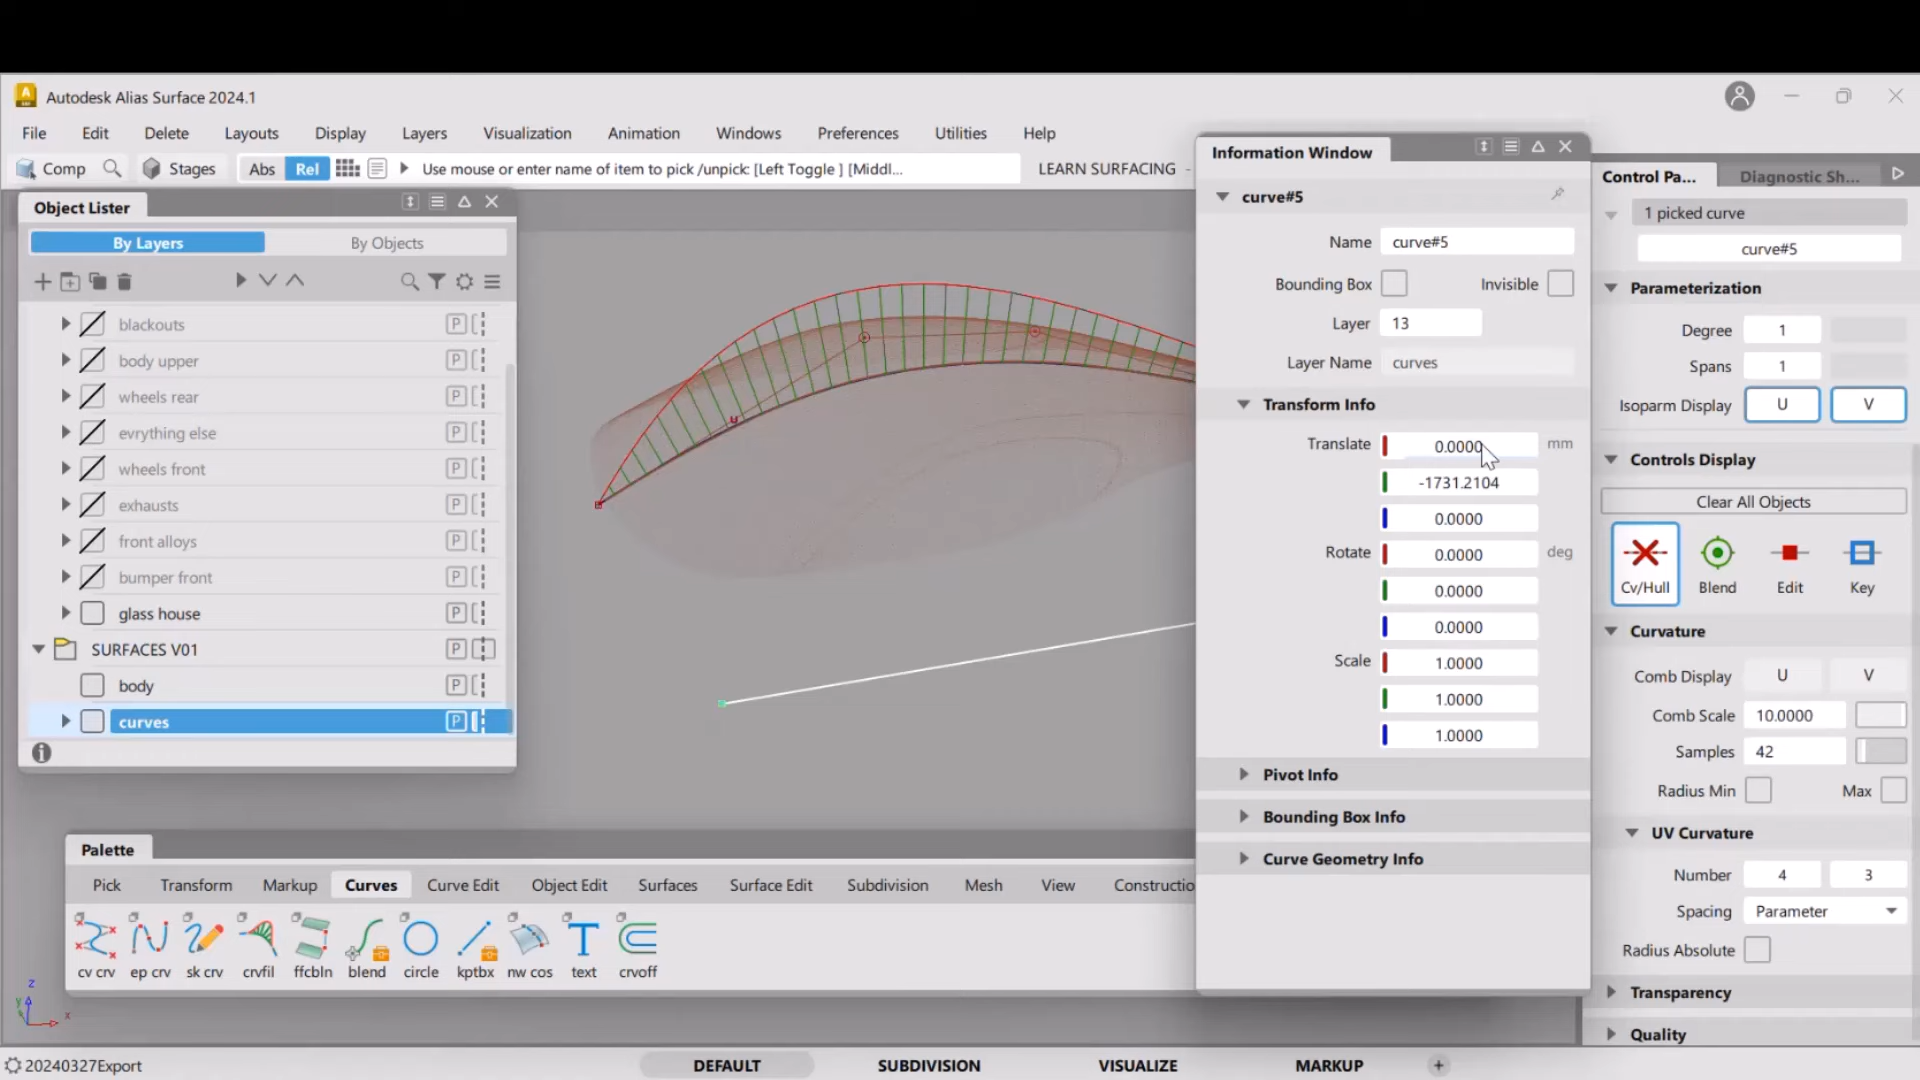 Autodesk Alias Surface 2024.1
File Edit Delete Layouts Display Layers Visualization Animation Windows Preferences Utilities Help
Comp Stages Abs Rel Use mouse or enter name of item to pick /unpick: [Left Toggle ] [Middl... LEARN SURFACING -
Object Lister
By Layers By Objects
blackouts P
body upper P
wheels rear P
evrything else P
wheels front P
exhausts P
front alloys P
bumper front P
glass house P
SURFACES V01 P
body P
curves P
U
Information Window
curve#5
Name curve#5
Bounding Box Invisible
Layer 13
Layer Name curves
Transform Info
Translate 0.0000 mm
-1731.2104
0.0000
Rotate 0.0000 deg
0.0000
0.0000
Scale 1.0000
1.0000
1.0000
Pivot Info
Bounding Box Info
Curve Geometry Info
Control Pa... Diagnostic Sh...
1 picked curve
curve#5
Parameterization
Degree 1
Spans 1
Isoparm Display U V
Controls Display
Clear All Objects
Cv/Hull Blend Edit Key
Curvature
Comb Display U V
Comb Scale 10.0000
Samples 42
Radius Min Max
UV Curvature
Number 4 3
Spacing Parameter
Radius Absolute
Transparency
Quality
Palette
Pick Transform Markup Curves Curve Edit Object Edit Surfaces Surface Edit Subdivision Mesh View Constructio
cv crv ep crv sk crv crvfil ffcbln blend circle kptbx nw cos text crvoff
z
y
x
20240327Export DEFAULT SUBDIVISION VISUALIZE MARKUP +